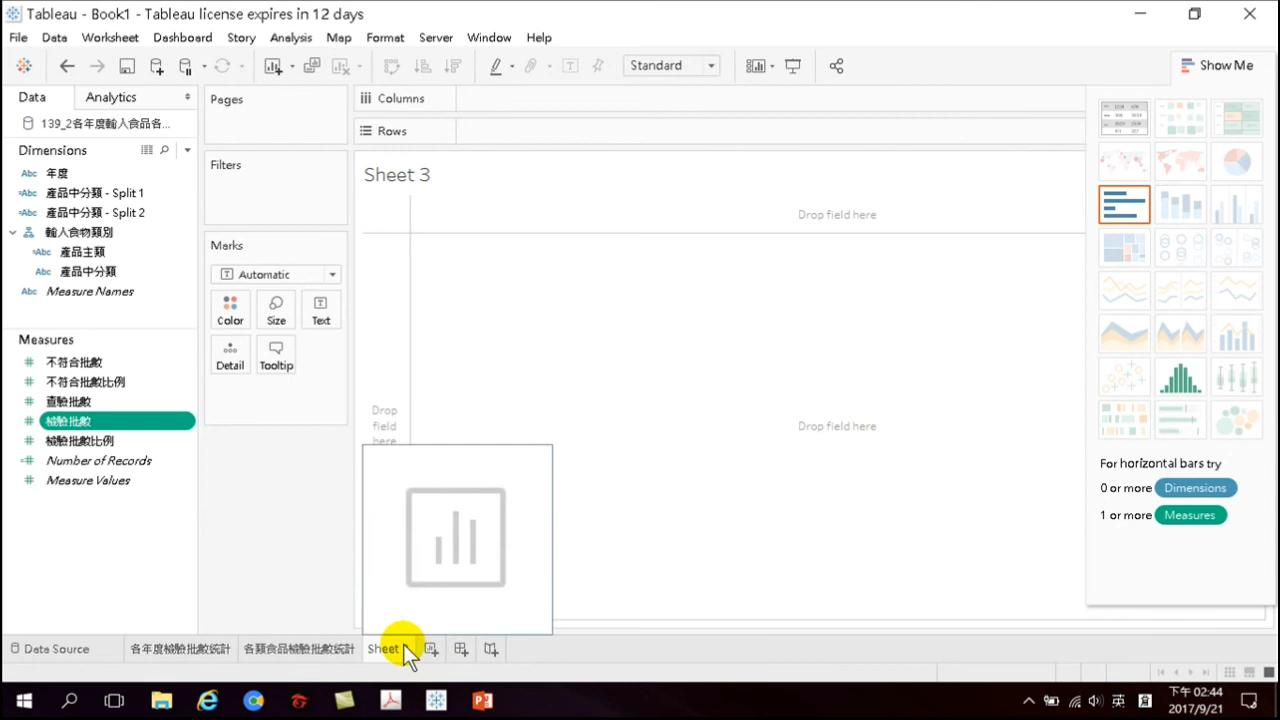 Tableau - Book1 - Tableau license expires in 12 days
File Data Worksheet Dashboard Story Analysis Map Format Server Window Help
Standard
Show Me
Data Analytics
Pages
Columns
139_2各年度輸入食品各...
Rows
Dimensions
Filters
Sheet 3
年度
產品中分類 - Split 1
產品中分類 - Split 2
Drop field here
輸入食物類別
Marks
產品主類
產品中分類
Automatic
Measure Names
Color Size Text
Measures
Detail Tooltip
不符合批數
不符合批數比例
查驗批數
檢驗批數
檢驗批數比例
Number of Records
Measure Values
Drop
field
here
Drop field here
For horizontal bars try
0 or more Dimensions
1 or more Measures
Data Source 各年度檢驗批數統計 各類食品檢驗批數統計 Sheet
英
下午 02:44
2017/9/21